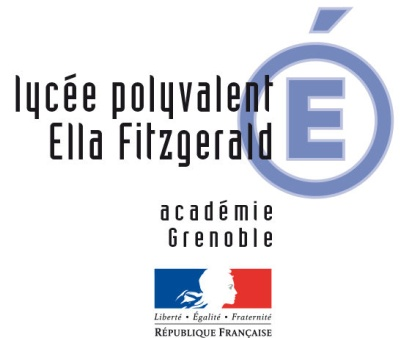 lycée polyvalent
Ella Fitzgerald
É
académie
Grenoble
Liberté • Égalité • Fraternité
RÉPUBLIQUE FRANÇAISE